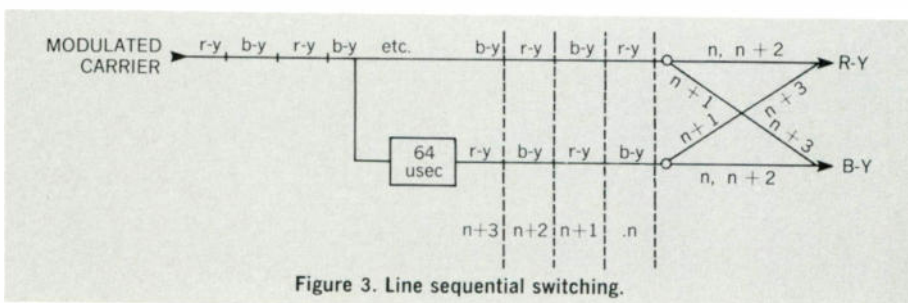 MODULATED CARRIER
r-y b-y r-y b-y etc. b-y r-y b-y r-y
n, n + 2
R-Y
n + 1
n + 3
n+1
n + 3
64 usec
r-y b-y r-y b-y
n, n + 2
B-Y
n+3 n+2 n+1 .n
Figure 3. Line sequential switching.